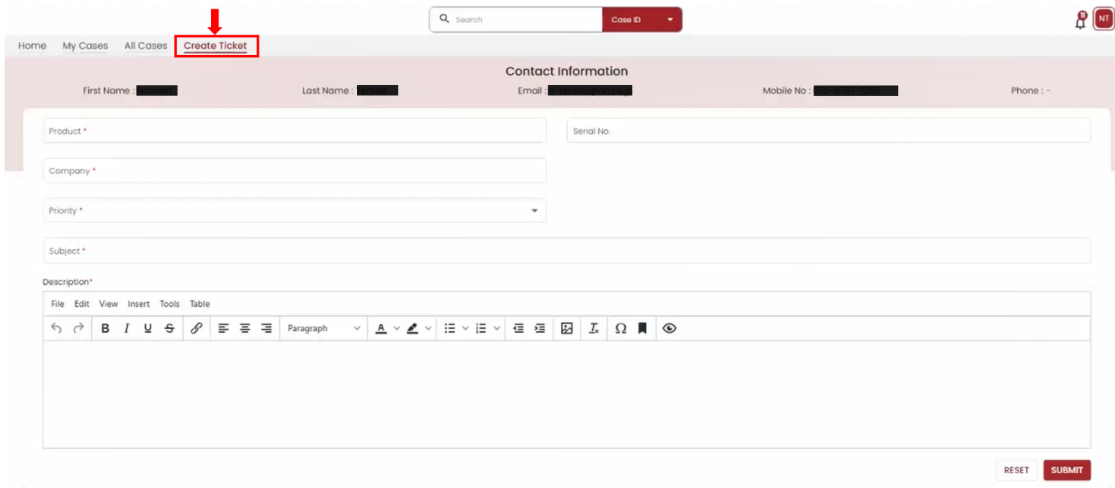 Search Case ID
11 NT
Home My Cases All Cases Create Ticket
Contact Information
First Name : Last Name : Email : Mobile No : Phone : -
Product * Serial No.
Company *
Priority *
Subject *
Description*
File Edit View Insert Tools Table
B I U S Paragraph A Ω
RESET SUBMIT